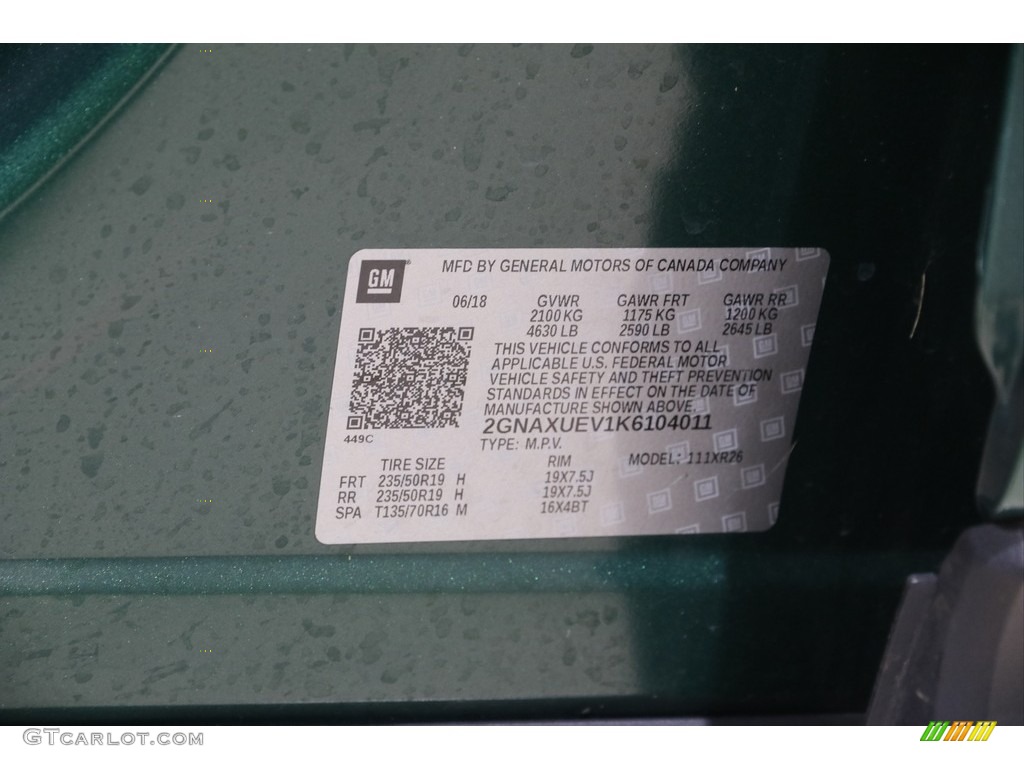 GM
MFD BY GENERAL MOTORS OF CANADA COMPANY
06/18 GVWR GAWR FRT GAWR RR
2100 KG 1175 KG 1200 KG
4630 LB 2590 LB 2645 LB
THIS VEHICLE CONFORMS TO ALL
APPLICABLE U.S. FEDERAL MOTOR
VEHICLE SAFETY AND THEFT PREVENTION
STANDARDS IN EFFECT ON THE DATE OF
MANUFACTURE SHOWN ABOVE.
2GNAXUEV1K6104011
449C
TYPE: M.P.V.
TIRE SIZE RIM MODEL: 111XR26
FRT 235/50R19 H 19X7.5J
RR 235/50R19 H 19X7.5J
SPA T135/70R16 M 16X4BT
GTCarLot.com